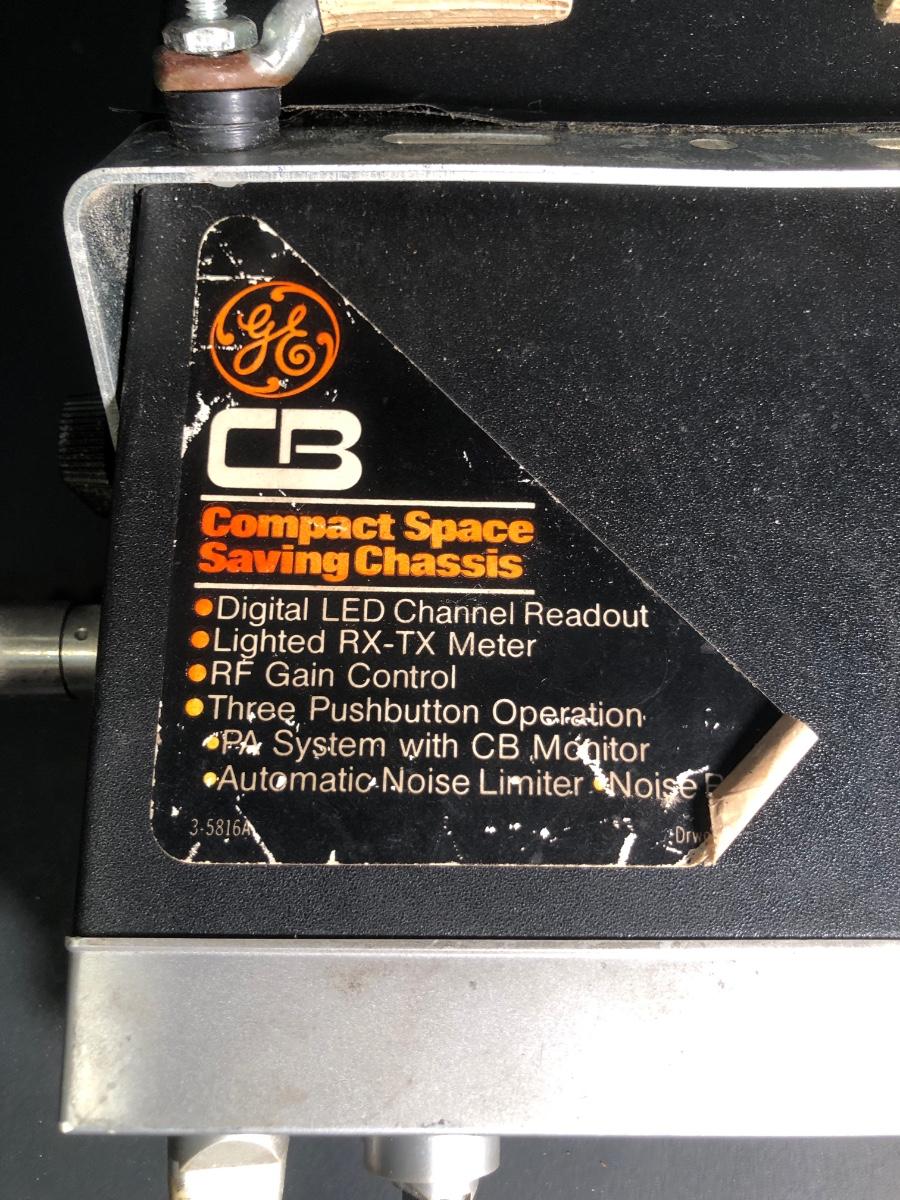 GE
CB
Compact Space
Saving Chassis
Digital LED Channel Readout
Lighted RX-TX Meter
RF Gain Control
Three Pushbutton Operation
•PA System with CB Monitor
•Automatic Noise Limiter •Noise
3-5816A